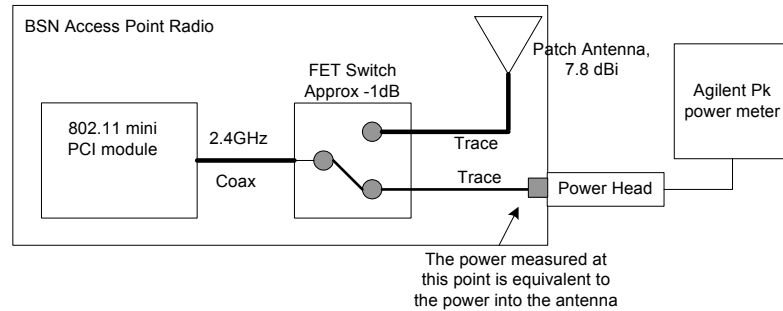 BSN Access Point Radio
Patch Antenna,
7.8 dBi
FET Switch
Approx -1dB
Agilent Pk
power meter
802.11 mini
PCI module
2.4GHz
Coax
Trace
Trace
Power Head
The power measured at
this point is equivalent to
the power into the antenna